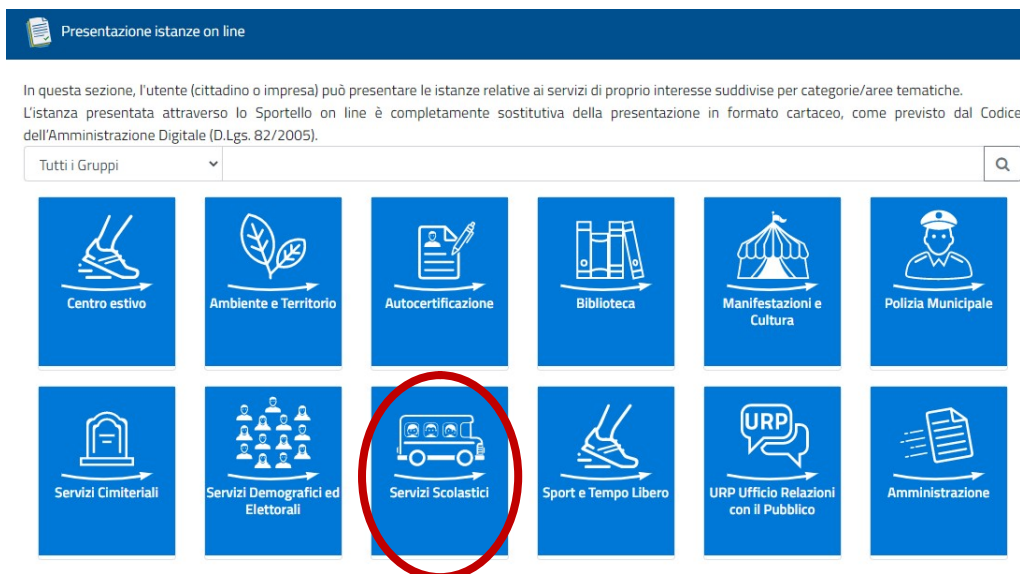 Presentazione istanze on line
In questa sezione, l'utente (cittadino o impresa) può presentare le istanze relative ai servizi di proprio interesse suddivise per categorie/aree tematiche.
L'istanza presentata attraverso lo Sportello on line è completamente sostitutiva della presentazione in formato cartaceo, come previsto dal Codice
dell'Amministrazione Digitale (D.Lgs. 82/2005).
Tutti i Gruppi
Centro estivo
Ambiente e Territorio
Autocertificazione
Biblioteca
Manifestazioni e
Cultura
Polizia Municipale
Servizi Cimiteriali
Servizi Demografici ed
Elettorali
Servizi Scolastici
Sport e Tempo Libero
URP
URP Ufficio Relazioni
con il Pubblico
Amministrazione